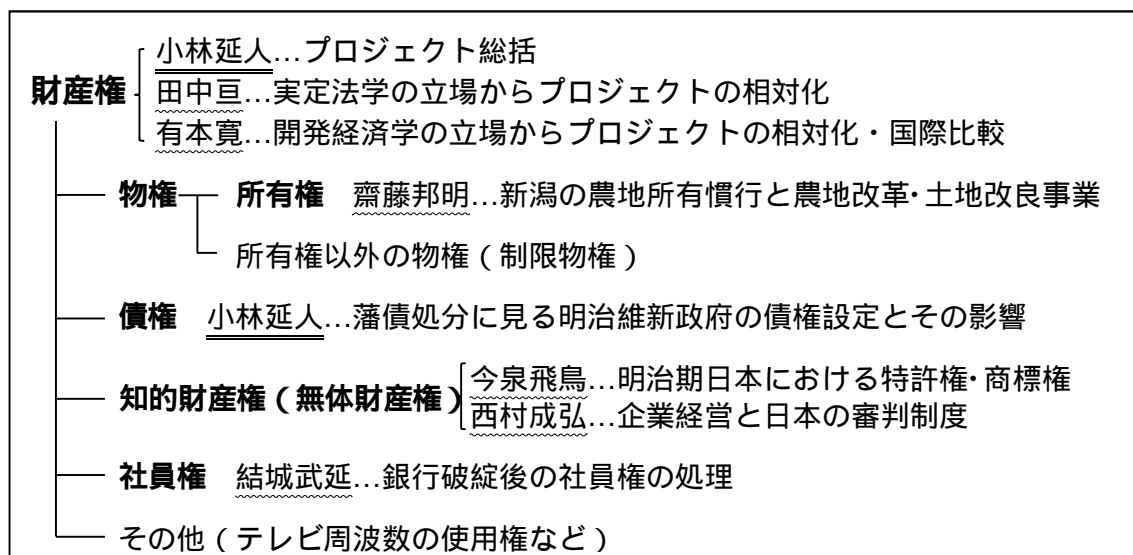 小林延人…プロジェクト総括
財産権 田中亘…実定法学の立場からプロジェクトの相対化
有本寛…開発経済学の立場からプロジェクトの相対化・国際比較
物権 所有権 齋藤邦明…新潟の農地所有慣行と農地改革・土地改良事業
所有権以外の物権(制限物権)
債権 小林延人…藩債処分に見る明治維新政府の債権設定とその影響
今泉飛鳥…明治期日本における特許権・商標権
知的財産権(無体財産権)
西村成弘…企業経営と日本の審判制度
社員権 結城武延…銀行破綻後の社員権の処理
その他(テレビ周波数の使用権など)